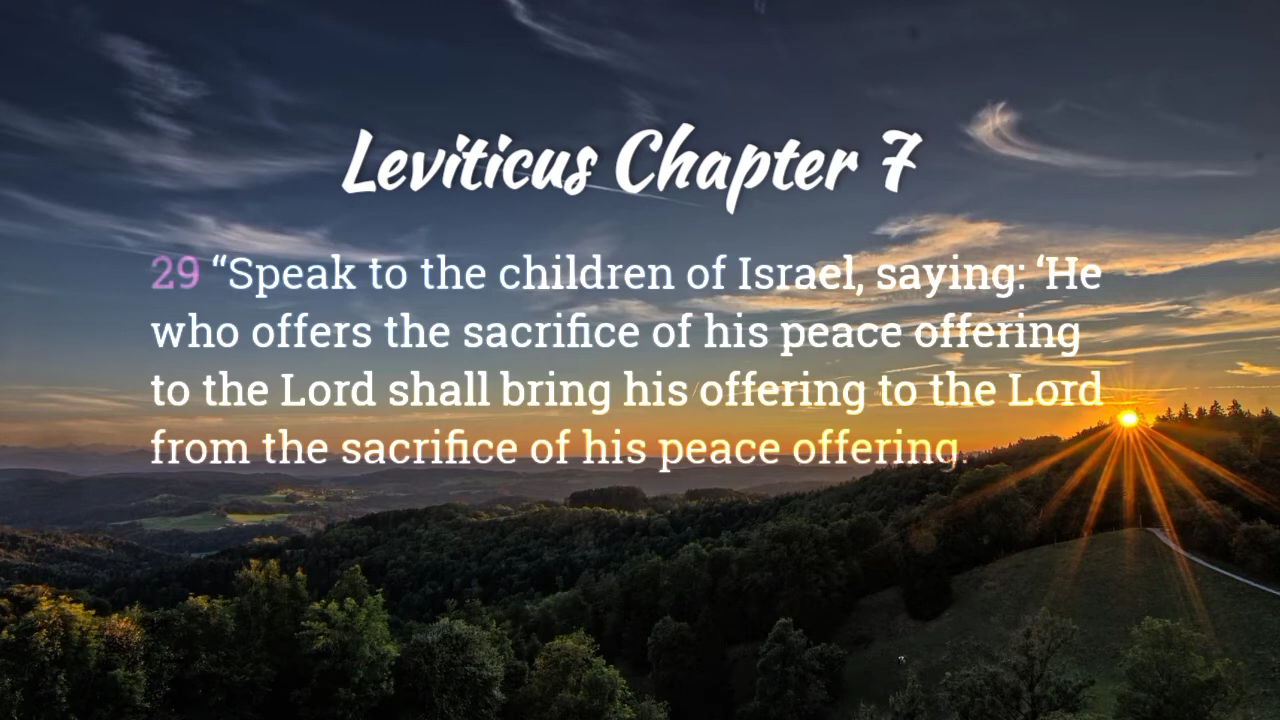 Leviticus Chapter 7
29 “Speak to the children of Israel, saying: ‘He
who offers the sacrifice of his peace offering
to the Lord shall bring his offering to the Lord
from the sacrifice of his peace offering.